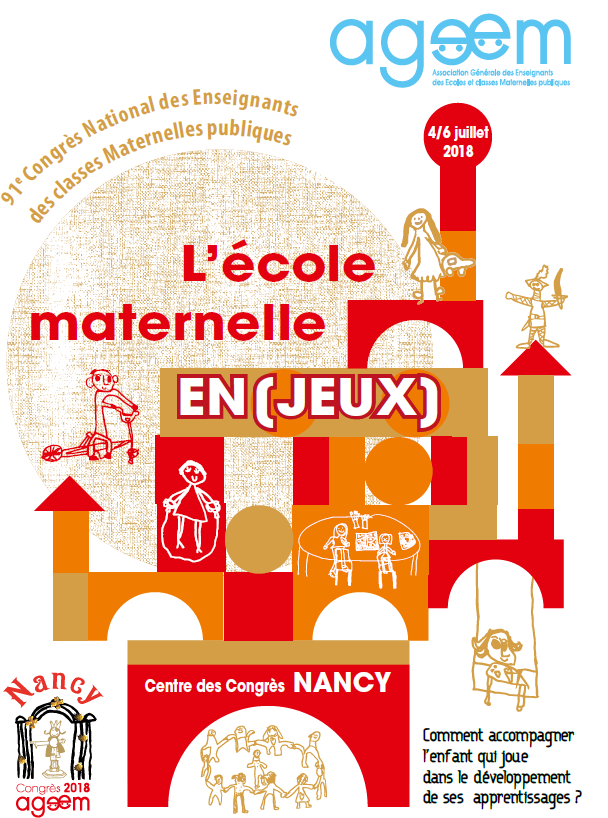 ageem
Association Générale des Enseignants
des Ecoles et classes Maternelles publiques
91e Congrès National des Enseignants
des classes Maternelles publiques
4/6 juillet
2018
L'école
maternelle
EN(JEUX)
Centre des Congrès NANCY
Nancy
Congrès 2018
ageem
Comment accompagner
l'enfant qui joue
dans le développement
de ses apprentissages ?